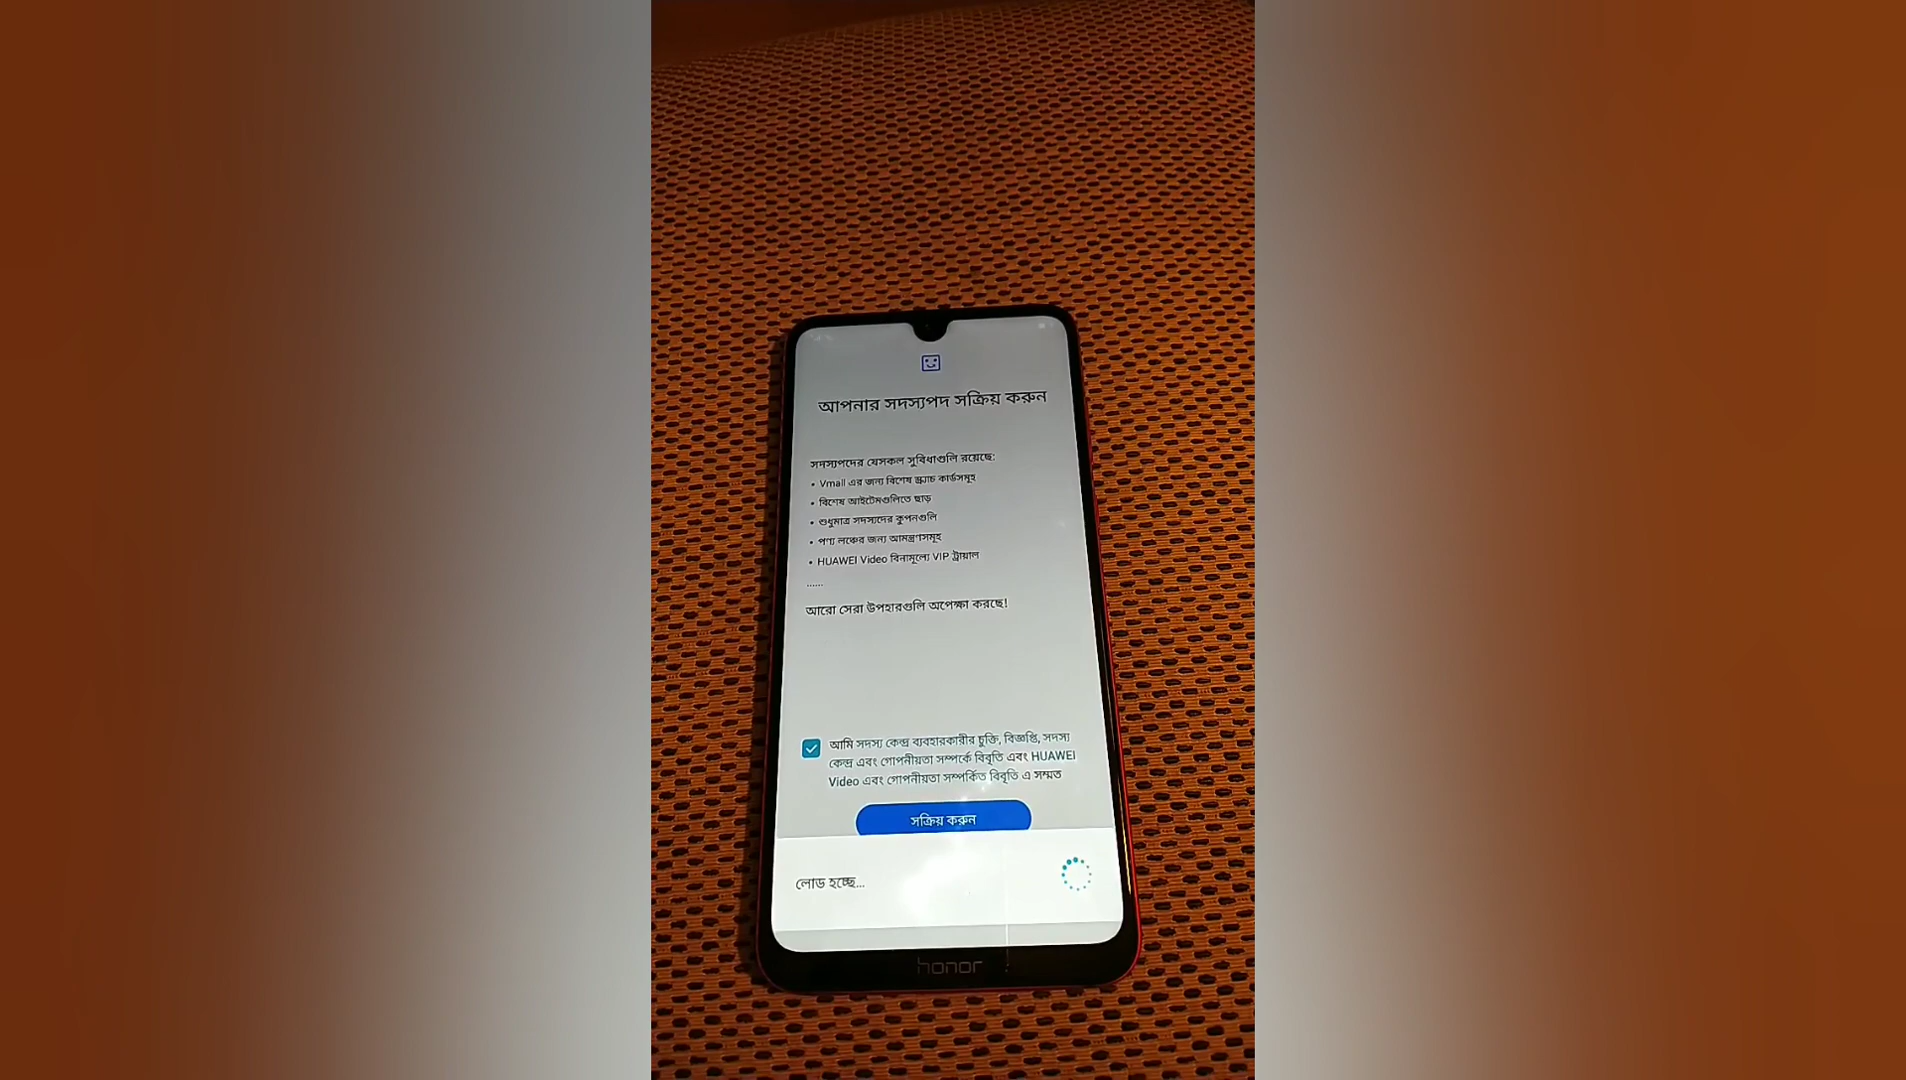 আপনার সদস্যপদ সক্রিয় করুন
সদস্যপদের যেসকল সুবিধাগুলি রয়েছে:
• Vmall এর জন্য বিশেষ স্ক্র্যাচ কার্ডসমূহ
• বিশেষ আইটেমগুলিতে ছাড়
• শুধুমাত্র সদস্যদের কুপনগুলি
• পণ্য লঞ্চের জন্য আমন্ত্রণসমূহ
• HUAWEI Video বিনামূল্যে VIP ট্রায়াল
......
আরো সেরা উপহারগুলি অপেক্ষা করছে!
আমি সদস্য কেন্দ্র ব্যবহারকারীর চুক্তি, বিজ্ঞপ্তি, সদস্য
কেন্দ্র এবং গোপনীয়তা সম্পর্কে বিবৃতি এবং HUAWEI
Video এবং গোপনীয়তা সম্পর্কিত বিবৃতি এ সম্মত
সক্রিয় করুন
লোড হচ্ছে...
honor